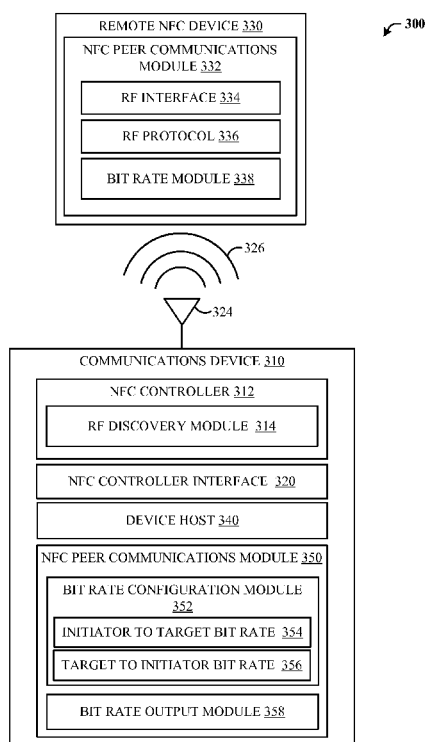 300
REMOTE NFC DEVICE 330
NFC PEER COMMUNICATIONS
MODULE 332
RF INTERFACE 334
RF PROTOCOL 336
BIT RATE MODULE 338
326
324
COMMUNICATIONS DEVICE 310
NFC CONTROLLER 312
RF DISCOVERY MODULE 314
NFC CONTROLLER INTERFACE 320
DEVICE HOST 340
NFC PEER COMMUNICATIONS MODULE 350
BIT RATE CONFIGURATION MODULE
352
INITIATOR TO TARGET BIT RATE 354
TARGET TO INITIATOR BIT RATE 356
BIT RATE OUTPUT MODULE 358